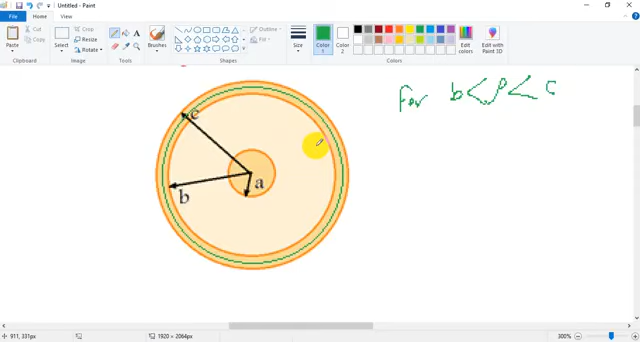 Untitled - Paint
File Home View
Paste
Cut
Copy
Clipboard
Select
Crop
Resize
Rotate
Image
Tools
Brushes
Outline
Fill
Shapes
Size
Color 1
Color 2
Colors
Edit colors
Edit with Paint 3D
For b<ρ<c
c
a
b
911, 331px
1920 × 2064px
300%